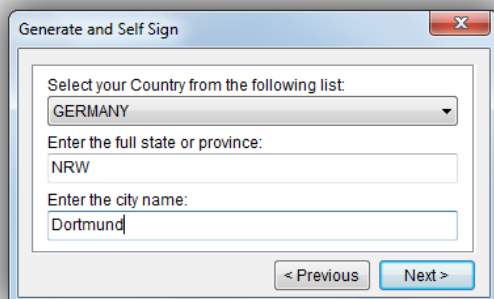 Generate and Self Sign
Select your Country from the following list:
GERMANY
Enter the full state or province:
NRW
Enter the city name:
Dortmund
< Previous
Next >